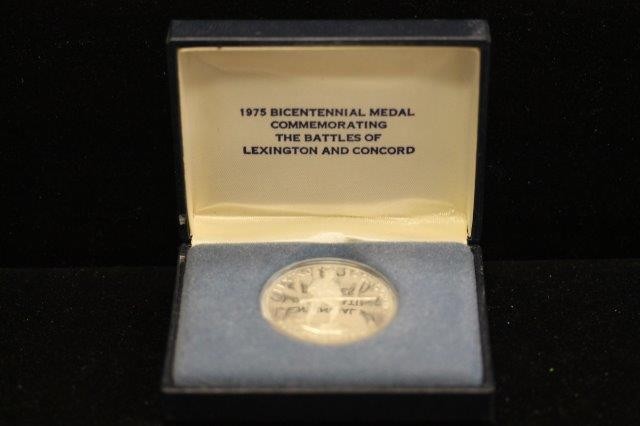 1975 BICENTENNIAL MEDAL
COMMEMORATING
THE BATTLES OF
LEXINGTON AND CONCORD